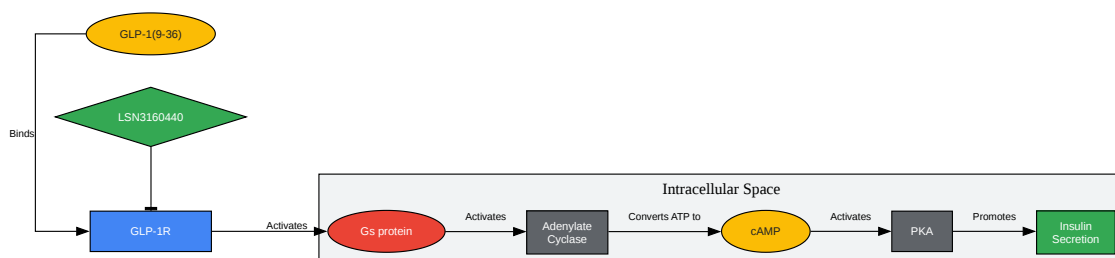 GLP-1(9-36)
LSN3160440
Binds
Intracellular Space
GLP-1R
Activates
Gs protein
Activates
Adenylate
Cyclase
Converts ATP to
cAMP
Activates
PKA
Promotes
Insulin
Secretion